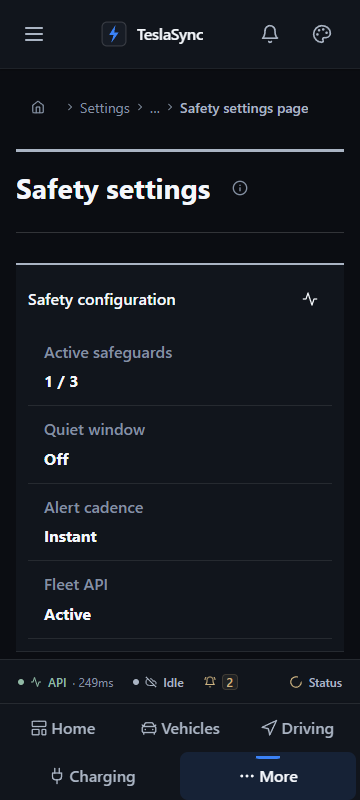 TeslaSync
Settings ... Safety settings page
Safety settings
Safety configuration
Active safeguards
1 / 3
Quiet window
Off
Alert cadence
Instant
Fleet API
Active
API · 249ms Idle 2 Status
Home Vehicles Driving
Charging More